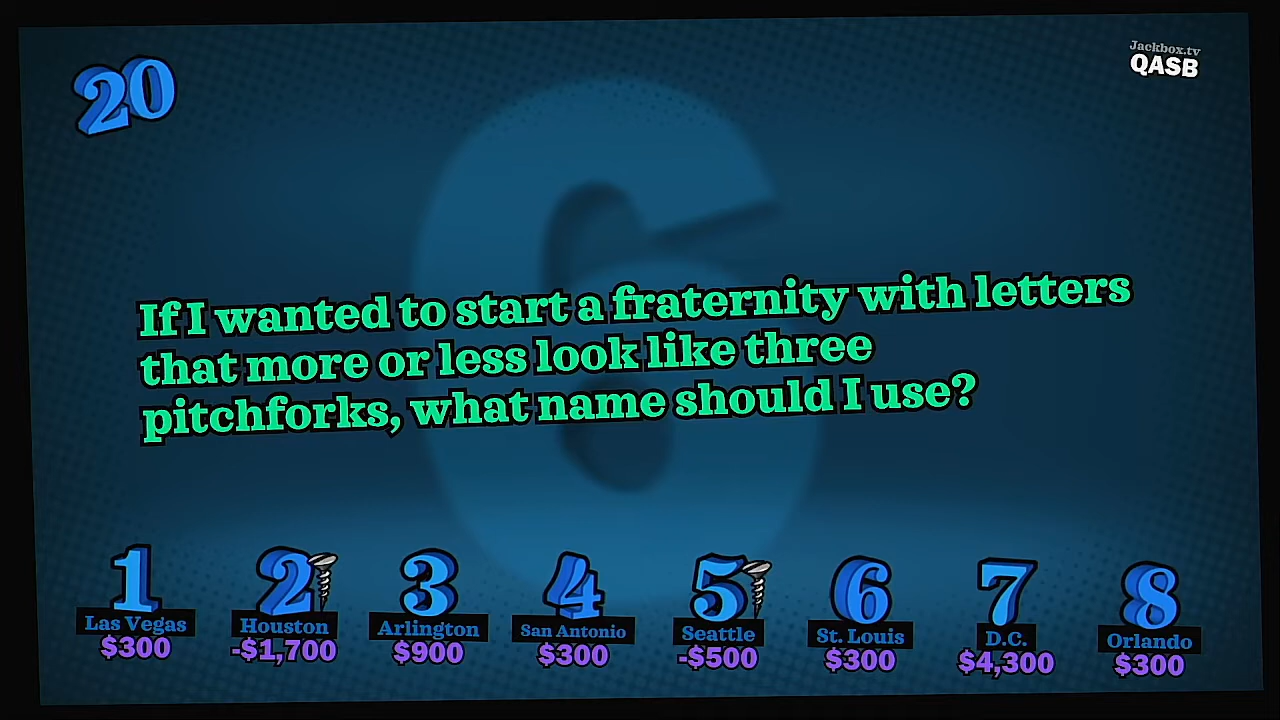 20
Jackbox.tv
QASB
If I wanted to start a fraternity with letters
that more or less look like three
pitchforks, what name should I use?
1 2 3 4 5 6 7 8
Las Vegas Houston Arlington San Antonio Seattle St. Louis D.C. Orlando
$300 -$1,700 $900 $300 -$500 $300 $4,300 $300